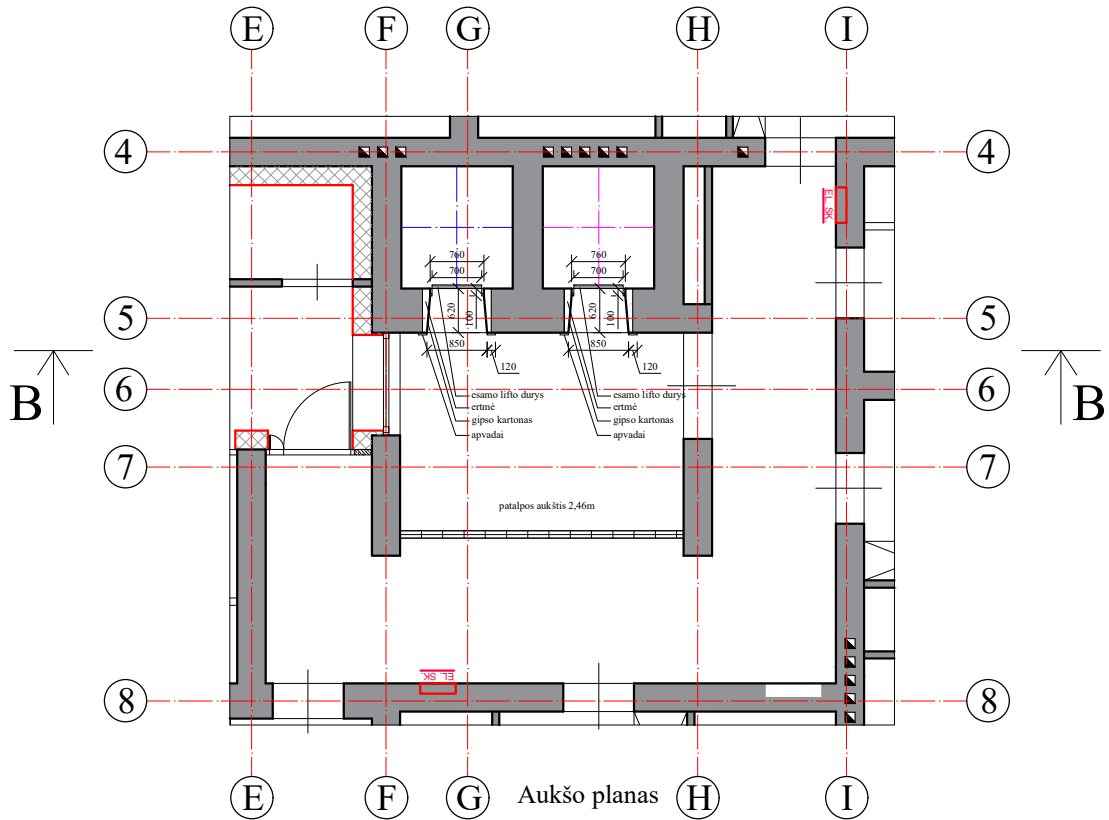 E F G H I
4 4
EL. SK.
760 760
700 700
620 100 620 100
5 5
850 120 850 120
B 6 6 B
esamo lifto durys esamo lifto durys
ertmė ertmė
gipso kartonas gipso kartonas
apvadai apvadai
7 7
patalpos aukštis 2,46m
EL. SK.
8 8
E F G H I
Aukšo planas